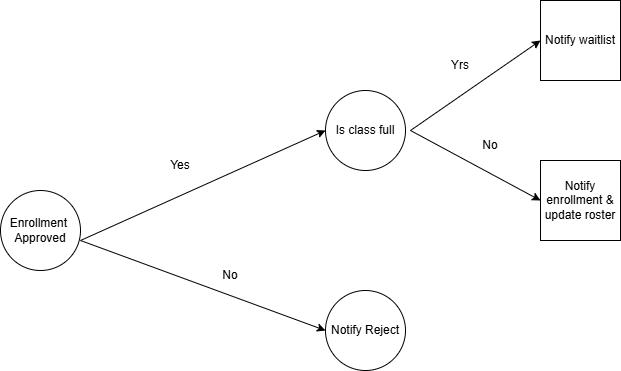 Notify waitlist
Yrs
Is class full
No
Yes
Notify
enrollment &
update roster
Enrollment
Approved
No
Notify Reject